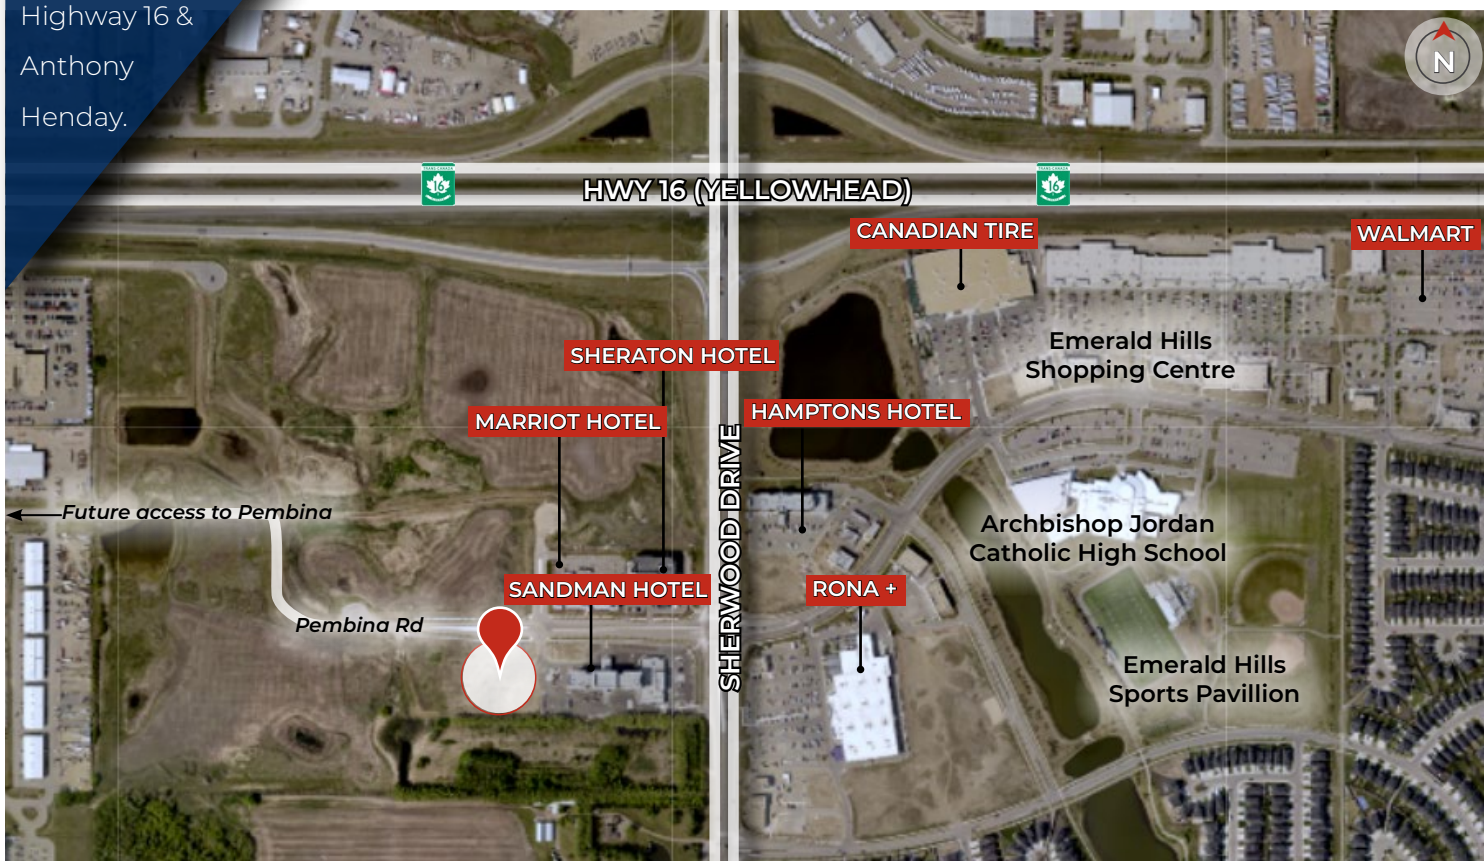 Highway 16 &
Anthony
Henday.
N
16
HWY 16 (YELLOWHEAD)
TRANS CANADA
16
CANADIAN TIRE
WALMART
Emerald Hills
Shopping Centre
SHERATON HOTEL
MARRIOT HOTEL
HAMPTONS HOTEL
SHERWOOD DRIVE
Future access to Pembina
Archbishop Jordan
Catholic High School
SANDMAN HOTEL
RONA +
Pembina Rd
Emerald Hills
Sports Pavillion